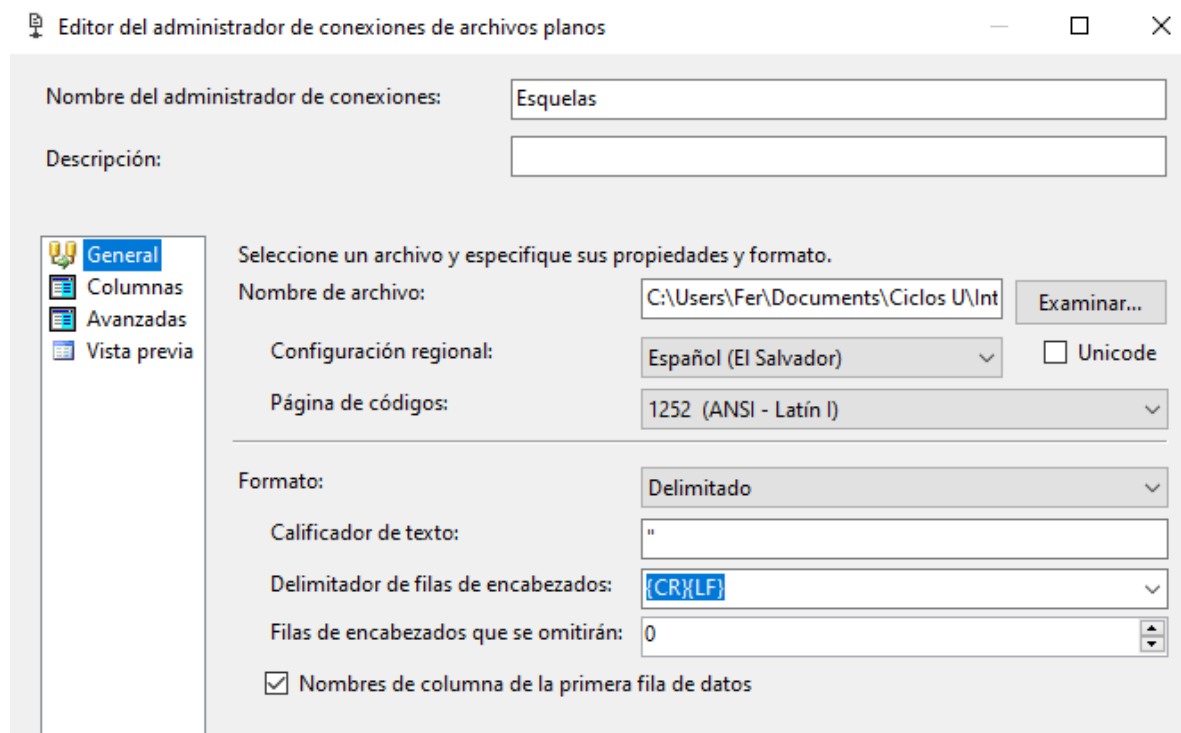 Editor del administrador de conexiones de archivos planos
Nombre del administrador de conexiones: Esquelas
Descripción:
General
Columnas
Avanzadas
Vista previa
Seleccione un archivo y especifique sus propiedades y formato.
Nombre de archivo: C:\Users\Fer\Documents\Ciclos U\Int Examinar...
Configuración regional: Español (El Salvador) Unicode
Página de códigos: 1252 (ANSI - Latín I)
Formato: Delimitado
Calificador de texto: "
Delimitador de filas de encabezados: {CR}{LF}
Filas de encabezados que se omitirán: 0
Nombres de columna de la primera fila de datos